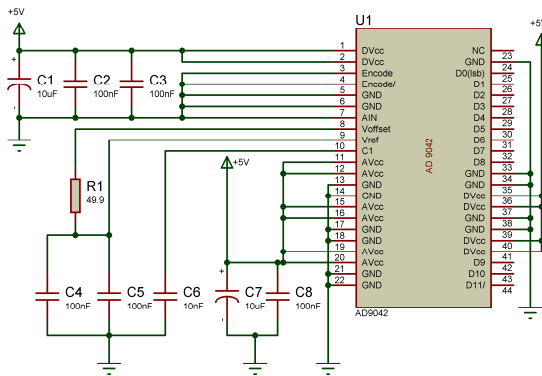 +5V
U1
+5
C1
10uF
C2
100nF
C3
100nF
1 DVcc NC 23
2 DVcc GND 24
3 Encode D0(lsb) 25
4 Encode/ D1 26
5 GND D2 27
6 GND D3 28
7 AIN D4 29
8 Voffset D5 30
9 Vref D6 31
10 C1 D7 32
11 AVcc D8 33
12 AVcc GND 34
13 GND GND 35
14 GND DVcc 36
15 AVcc DVcc 37
16 AVcc GND 38
17 GND GND 39
18 GND DVcc 40
19 AVcc DVcc 41
20 AVcc D9 42
21 GND D10 43
22 GND D11/ 44
AD 9042
+5V
R1
49.9
C4
100nF
C5
100nF
C6
10nF
C7
10uF
C8
100nF
AD9042